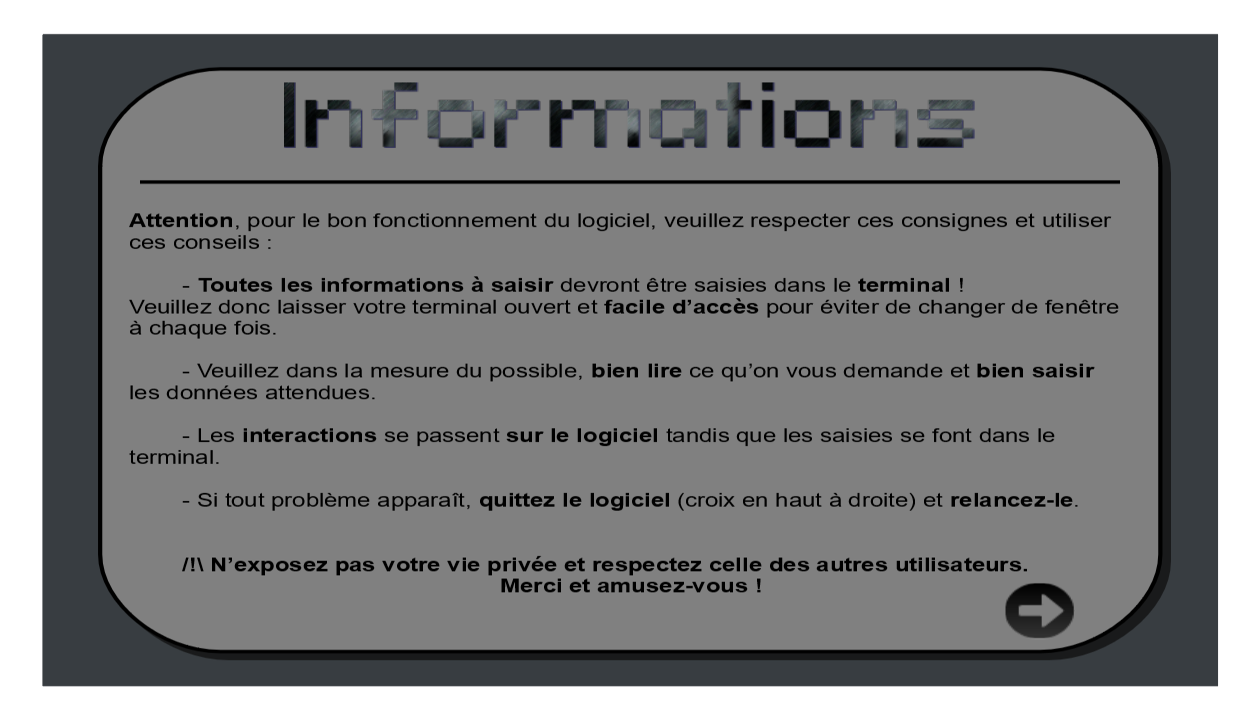 Informations
Attention, pour le bon fonctionnement du logiciel, veuillez respecter ces consignes et utiliser
ces conseils :
- Toutes les informations à saisir devront être saisies dans le terminal !
Veuillez donc laisser votre terminal ouvert et facile d’accès pour éviter de changer de fenêtre
à chaque fois.
- Veuillez dans la mesure du possible, bien lire ce qu’on vous demande et bien saisir
les données attendues.
- Les interactions se passent sur le logiciel tandis que les saisies se font dans le
terminal.
- Si tout problème apparaît, quittez le logiciel (croix en haut à droite) et relancez-le.
/!\ N’exposez pas votre vie privée et respectez celle des autres utilisateurs.
Merci et amusez-vous !